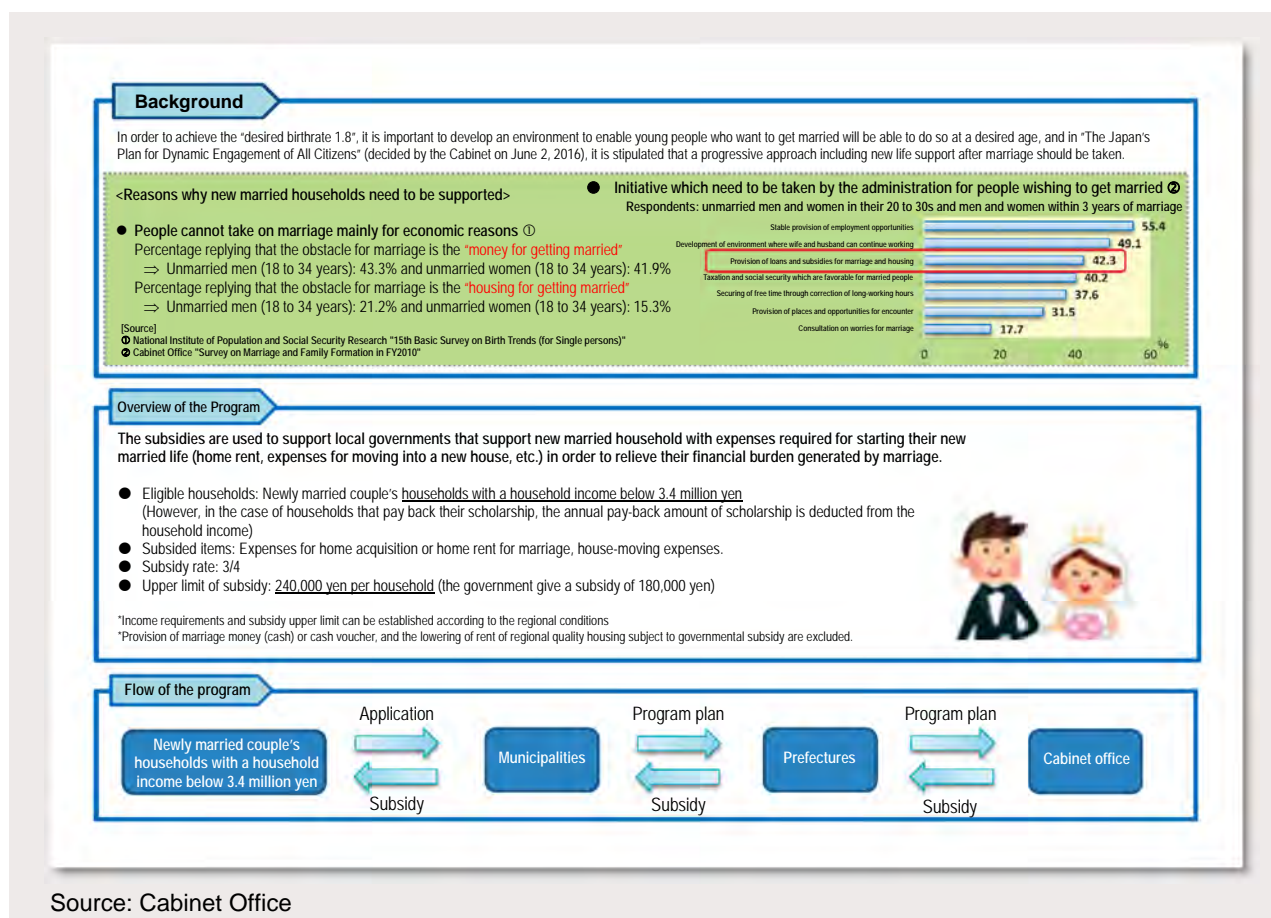 Background
In order to achieve the "desired birthrate 1.8", it is important to develop an environment to enable young people who want to get married will be able to do so at a desired age, and in "The Japan's
Plan for Dynamic Engagement of All Citizens" (decided by the Cabinet on June 2, 2016), it is stipulated that a progressive approach including new life support after marriage should be taken.
<Reasons why new married households need to be supported>
● People cannot take on marriage mainly for economic reasons ①
Percentage replying that the obstacle for marriage is the "money for getting married"
⇒ Unmarried men (18 to 34 years): 43.3% and unmarried women (18 to 34 years): 41.9%
Percentage replying that the obstacle for marriage is the "housing for getting married"
⇒ Unmarried men (18 to 34 years): 21.2% and unmarried women (18 to 34 years): 15.3%
[Source]
❶ National Institute of Population and Social Security Research "15th Basic Survey on Birth Trends (for Single persons)"
❷ Cabinet Office "Survey on Marriage and Family Formation in FY2010"
● Initiative which need to be taken by the administration for people wishing to get married ❷
Respondents: unmarried men and women in their 20 to 30s and men and women within 3 years of marriage
Stable provision of employment opportunities 55.4
Development of environment where wife and husband can continue working 49.1
Provision of loans and subsidies for marriage and housing 42.3
Taxation and social security which are favorable for married people 40.2
Securing of free time through correction of long-working hours 37.6
Provision of places and opportunities for encounter 31.5
Consultation on worries for marriage 17.7
0 20 40 60 %
Overview of the Program
The subsidies are used to support local governments that support new married household with expenses required for starting their new
married life (home rent, expenses for moving into a new house, etc.) in order to relieve their financial burden generated by marriage.
● Eligible households: Newly married couple's households with a household income below 3.4 million yen
(However, in the case of households that pay back their scholarship, the annual pay-back amount of scholarship is deducted from the
household income)
● Subsided items: Expenses for home acquisition or home rent for marriage, house-moving expenses.
● Subsidy rate: 3/4
● Upper limit of subsidy: 240,000 yen per household (the government give a subsidy of 180,000 yen)
*Income requirements and subsidy upper limit can be established according to the regional conditions
*Provision of marriage money (cash) or cash voucher, and the lowering of rent of regional quality housing subject to governmental subsidy are excluded.
Flow of the program
Newly married couple's
households with a household
income below 3.4 million yen
Application
Subsidy
Municipalities
Program plan
Subsidy
Prefectures
Program plan
Subsidy
Cabinet office
Source: Cabinet Office